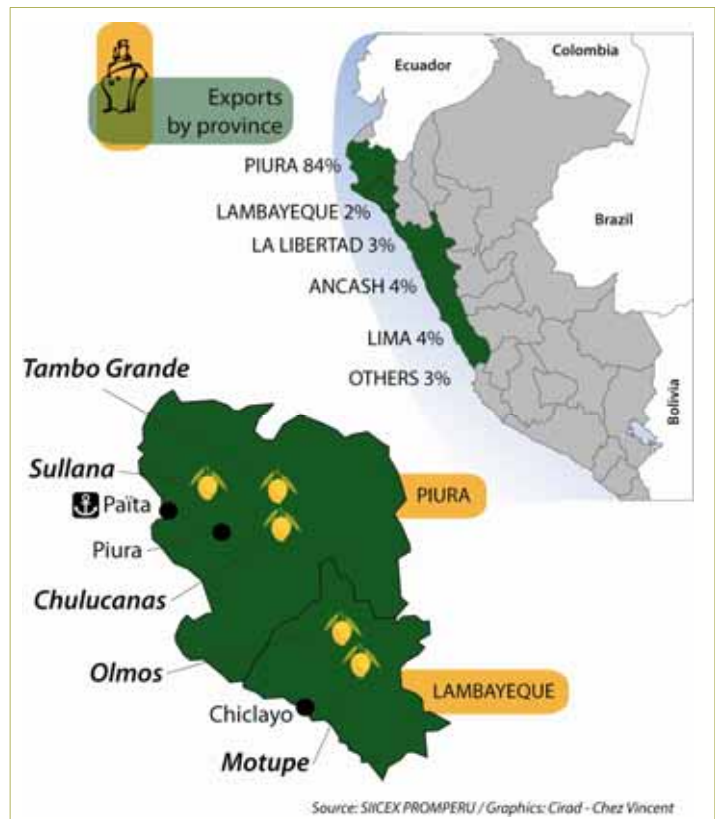 Exports
by province
Ecuador
Colombia
Brazil
Bolivia
PIURA 84%
LAMBAYEQUE 2%
LA LIBERTAD 3%
ANCASH 4%
LIMA 4%
OTHERS 3%
Tambo Grande
Sullana
Païta
Piura
Chulucanas
Olmos
Chiclayo
Motupe
PIURA
LAMBAYEQUE
Source: SIICEX PROMPERU / Graphics: Cirad - Chez Vincent